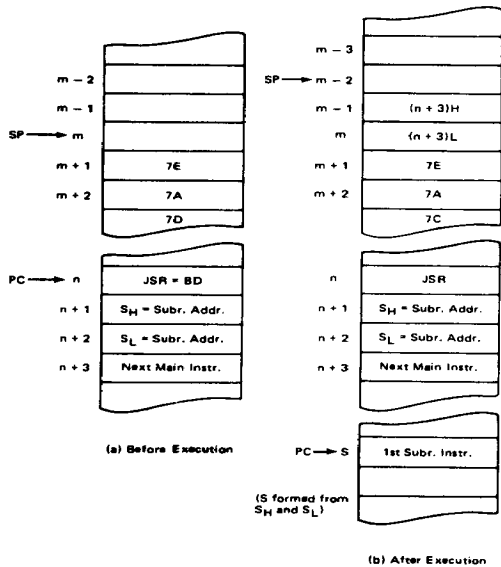 m − 2
m − 1
SP → m
m + 1 7E
m + 2 7A
7D
PC → n JSR = BD
n + 1 SH = Subr. Addr.
n + 2 SL = Subr. Addr.
n + 3 Next Main Instr.
(a) Before Execution
m − 3
SP → m − 2
m − 1 (n + 3)H
m (n + 3)L
m + 1 7E
m + 2 7A
7C
n JSR
n + 1 SH = Subr. Addr.
n + 2 SL = Subr. Addr.
n + 3 Next Main Instr.
PC → S 1st Subr. Instr.
(S formed from
SH and SL)
(b) After Execution